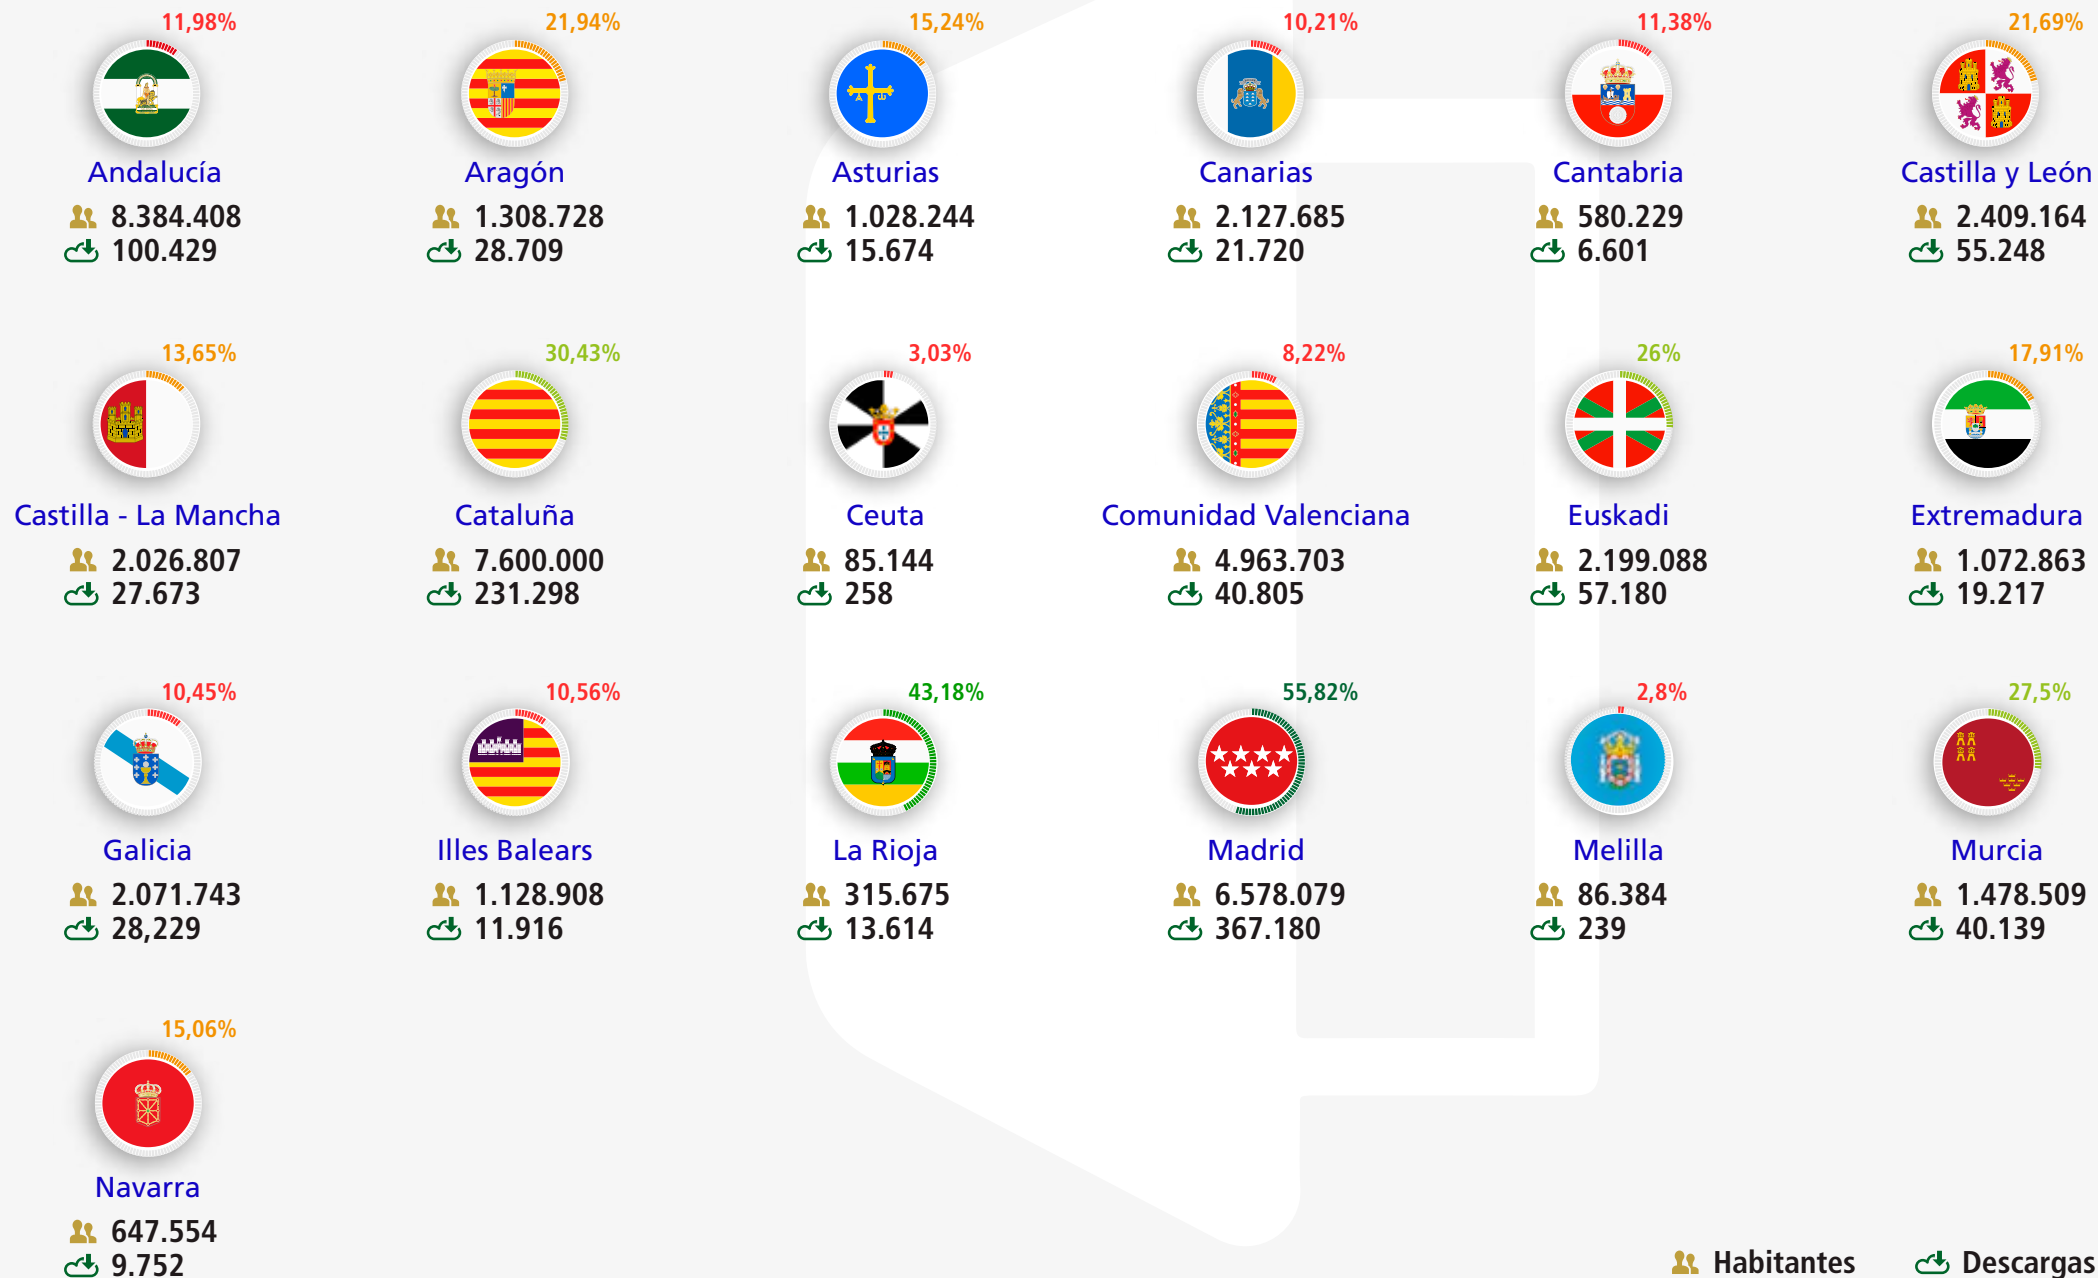 11,98%
Andalucía
8.384.408
100.429
21,94%
Aragón
1.308.728
28.709
15,24%
Asturias
1.028.244
15.674
10,21%
Canarias
2.127.685
21.720
11,38%
Cantabria
580.229
6.601
21,69%
Castilla y León
2.409.164
55.248
13,65%
Castilla - La Mancha
2.026.807
27.673
30,43%
Cataluña
7.600.000
231.298
3,03%
Ceuta
85.144
258
8,22%
Comunidad Valenciana
4.963.703
40.805
26%
Euskadi
2.199.088
57.180
17,91%
Extremadura
1.072.863
19.217
10,45%
Galicia
2.071.743
28,229
10,56%
Illes Balears
1.128.908
11.916
43,18%
La Rioja
315.675
13.614
55,82%
Madrid
6.578.079
367.180
2,8%
Melilla
86.384
239
27,5%
Murcia
1.478.509
40.139
15,06%
Navarra
647.554
9.752
Habitantes
Descargas